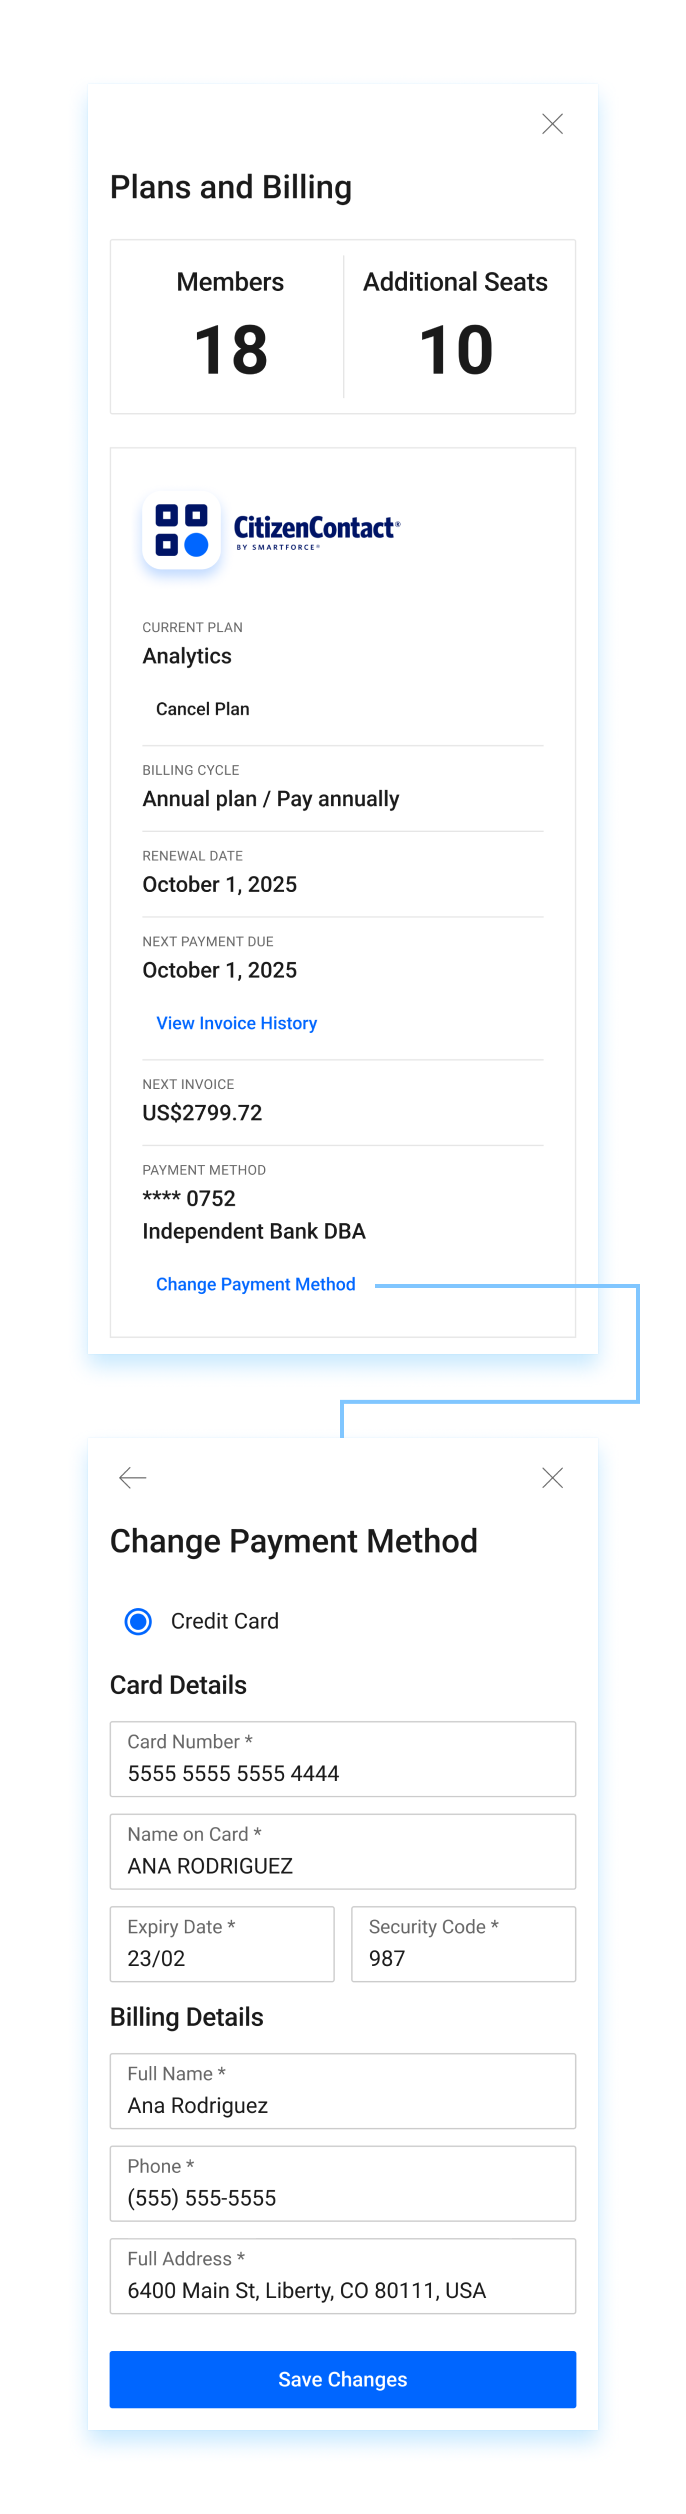 Plans and Billing
Members
18
Additional Seats
10
CitizenContact®
BY SMARTFORCE®
CURRENT PLAN
Analytics
Cancel Plan
BILLING CYCLE
Annual plan / Pay annually
RENEWAL DATE
October 1, 2025
NEXT PAYMENT DUE
October 1, 2025
View Invoice History
NEXT INVOICE
US$2799.72
PAYMENT METHOD
**** 0752
Independent Bank DBA
Change Payment Method
Change Payment Method
Credit Card
Card Details
Card Number *
5555 5555 5555 4444
Name on Card *
ANA RODRIGUEZ
Expiry Date *
23/02
Security Code *
987
Billing Details
Full Name *
Ana Rodriguez
Phone *
(555) 555-5555
Full Address *
6400 Main St, Liberty, CO 80111, USA
Save Changes